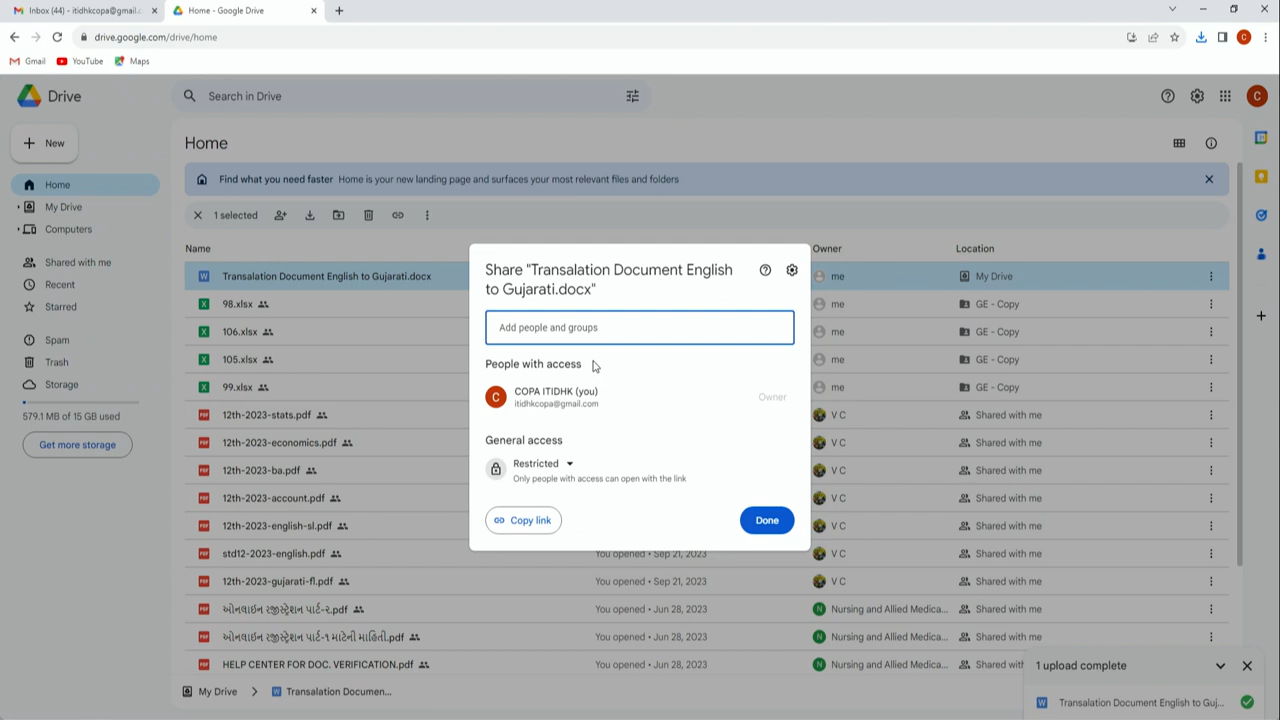 Inbox (44) - itidhkcopa@gmail.c
Home - Google Drive
drive.google.com/drive/home
C
Gmail
YouTube
Maps
Drive
Search in Drive
C
New
Home
Find what you need faster Home is your new landing page and surfaces your most relevant files and folders
Home
My Drive
Computers
Shared with me
Recent
Starred
Spam
Trash
Storage
579.1 MB of 15 GB used
Get more storage
1 selected
Name
Owner
Location
Transalation Document English to Gujarati.docx
me
My Drive
98.xlsx
me
GE - Copy
106.xlsx
me
GE - Copy
105.xlsx
me
GE - Copy
99.xlsx
me
GE - Copy
12th-2023-stats.pdf
V C
Shared with me
12th-2023-economics.pdf
V C
Shared with me
12th-2023-ba.pdf
V C
Shared with me
12th-2023-account.pdf
V C
Shared with me
12th-2023-english-sl.pdf
V C
Shared with me
std12-2023-english.pdf
You opened • Sep 21, 2023
V C
Shared with me
12th-2023-gujarati-fl.pdf
You opened • Sep 21, 2023
V C
Shared with me
ઓનલાઇન રજીસ્ટ્રેશન પાર્ટ-૨.pdf
You opened • Jun 28, 2023
N
Nursing and Allied Medica...
Shared with me
ઓનલાઇન રજીસ્ટ્રેશન પાર્ટ-૧ માટેની માહિતી.pdf
You opened • Jun 28, 2023
N
Nursing and Allied Medica...
Shared with me
HELP CENTER FOR DOC. VERIFICATION.pdf
You opened • Jun 28, 2023
N
Nursing and Allied Medica...
Shared with
My Drive
Transalation Documen...
Share "Transalation Document English
to Gujarati.docx"
Add people and groups
People with access
C
COPA ITIDHK (you)
itidhkcopa@gmail.com
Owner
General access
Restricted
Only people with access can open with the link
Copy link
Done
1 upload complete
Transalation Document English to Guj...